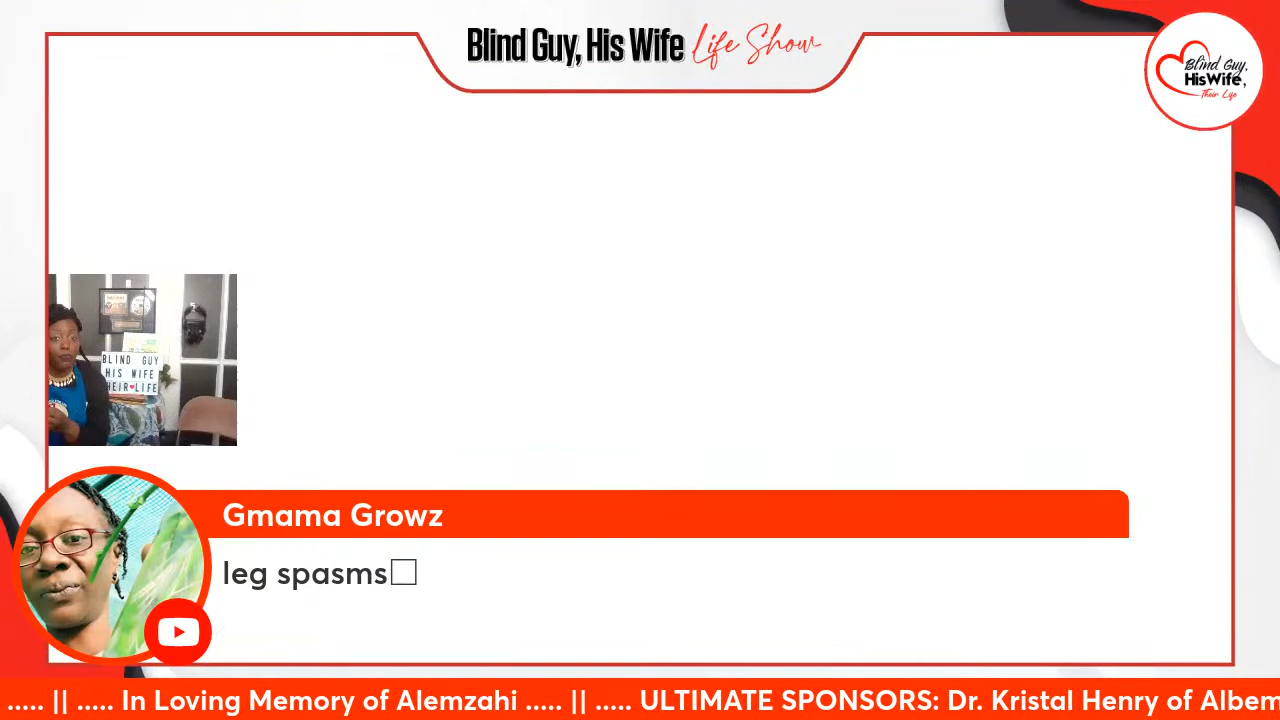 Blind Guy, His Wife Life Show
Blind Guy,
His Wife,
Their Life
BLIND GUY
HIS WIFE
HEIR♥LIFE
Gmama Growz
leg spasms□
..... || ..... In Loving Memory of Alemzahi ..... || ..... ULTIMATE SPONSORS: Dr. Kristal Henry of Albem